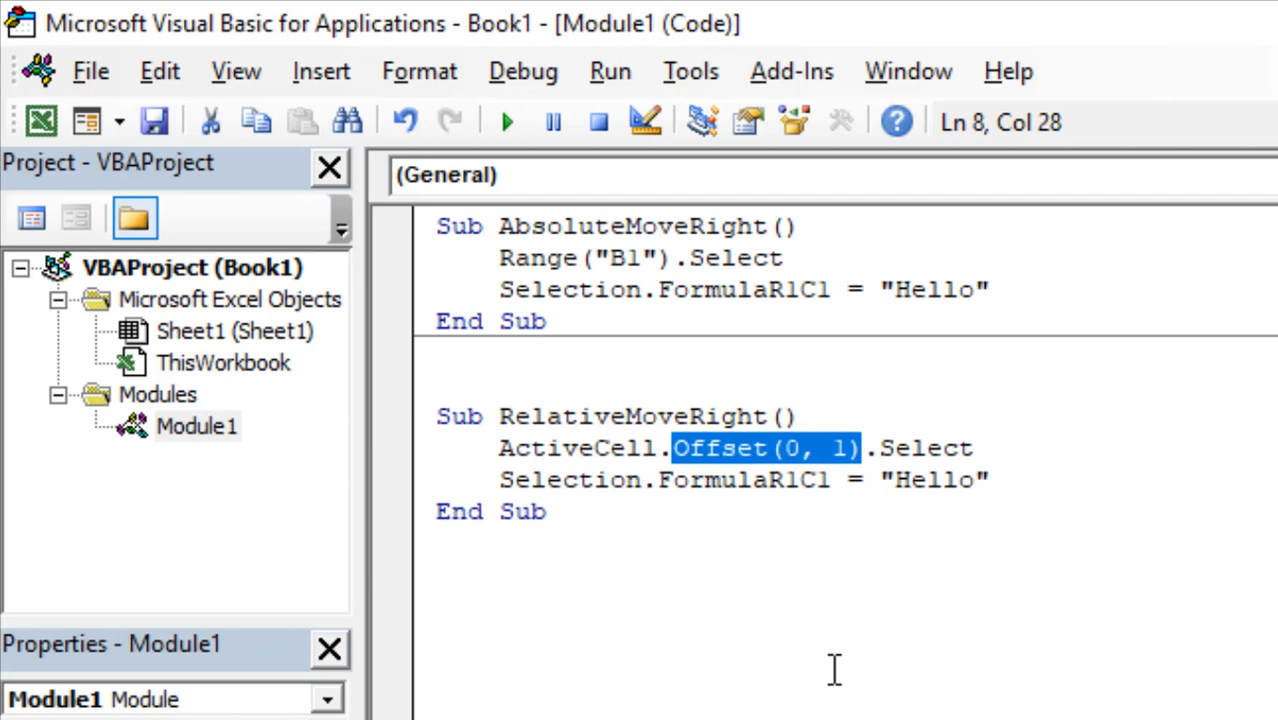 Microsoft Visual Basic for Applications - Book1 - [Module1 (Code)]
File Edit View Insert Format Debug Run Tools Add-Ins Window Help
Ln 8, Col 28
Project - VBAProject
(General)
VBAProject (Book1)
Microsoft Excel Objects
Sheet1 (Sheet1)
ThisWorkbook
Modules
Module1
Sub AbsoluteMoveRight()
Range("B1").Select
Selection.FormulaR1C1 = "Hello"
End Sub
Sub RelativeMoveRight()
ActiveCell.Offset(0, 1).Select
Selection.FormulaR1C1 = "Hello"
End Sub
Properties - Module1
Module1 Module